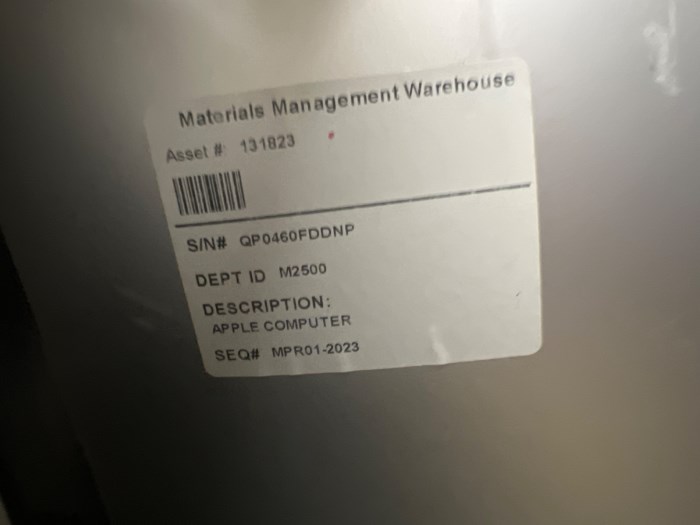 Materials Management Warehouse
Asset #: 131823
S/N# QP0460FDDNP
DEPT ID M2500
DESCRIPTION:
APPLE COMPUTER
SEQ# MPR01-2023